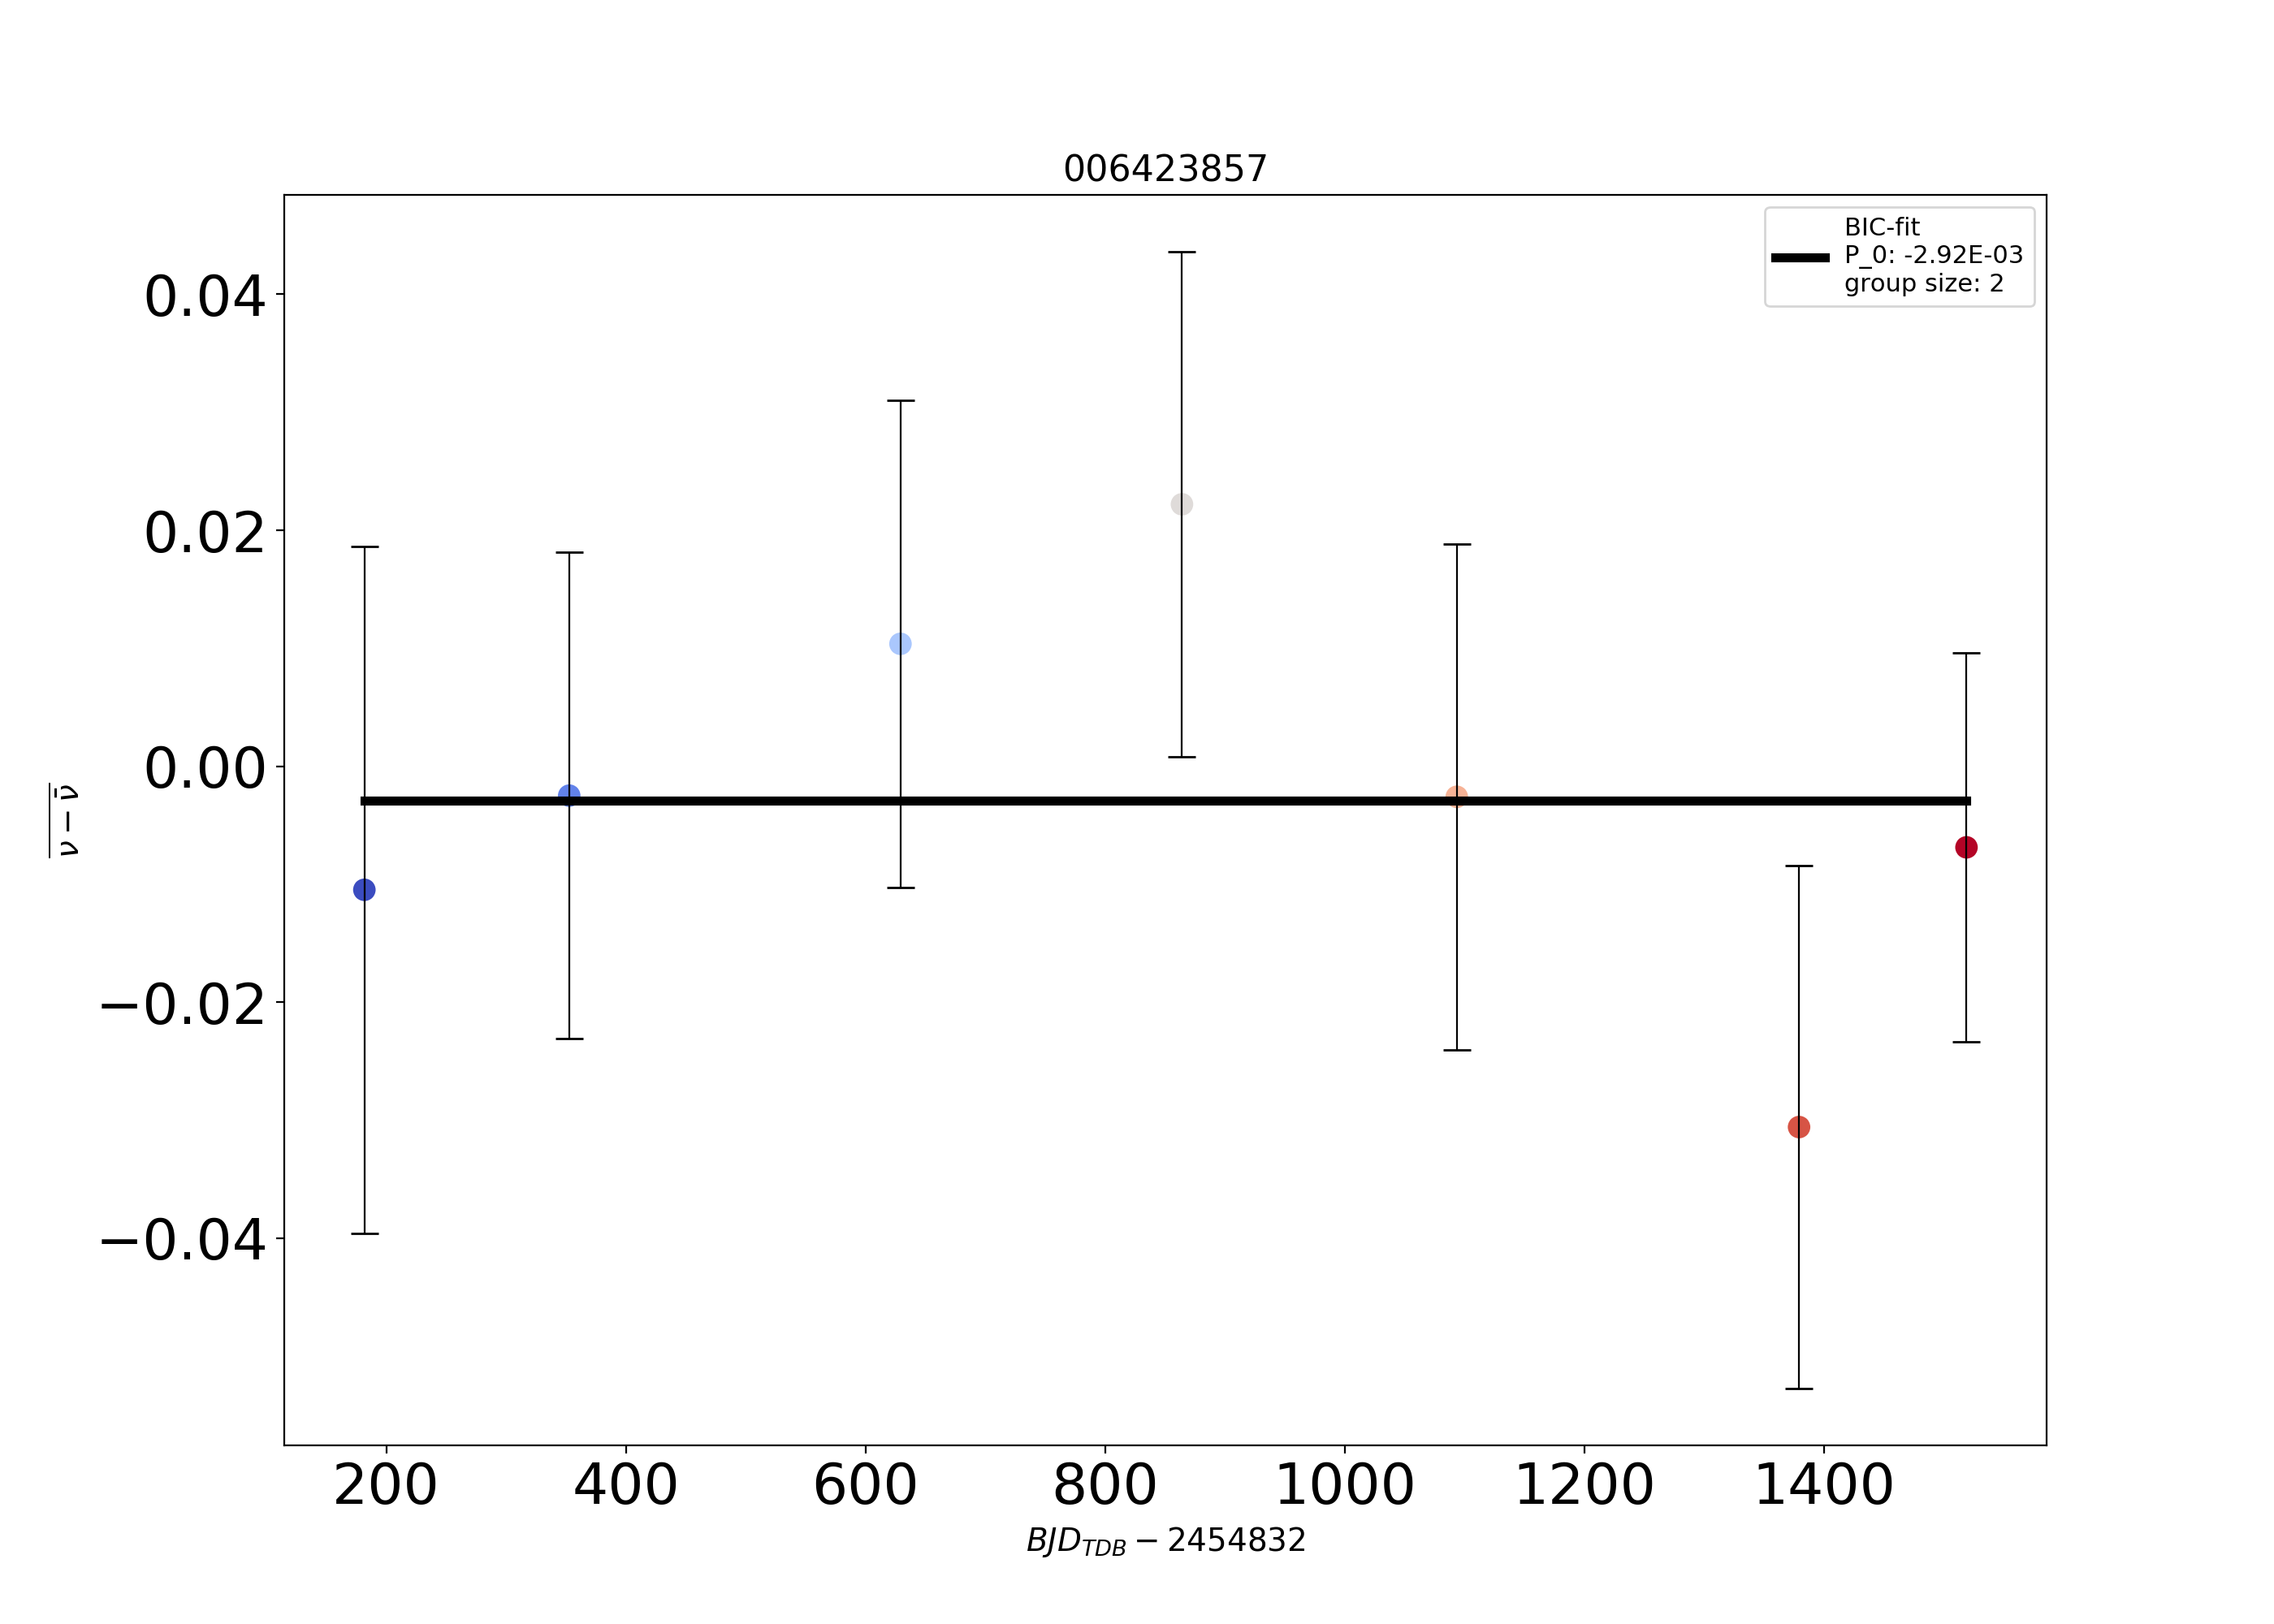 006423857
BIC-fit
P_0: -2.92E-03
group size: 2
0.04
0.02
0.00
−0.02
−0.04
ν − ν̄
200 400 600 800 1000 1200 1400
BJD_TDB − 2454832